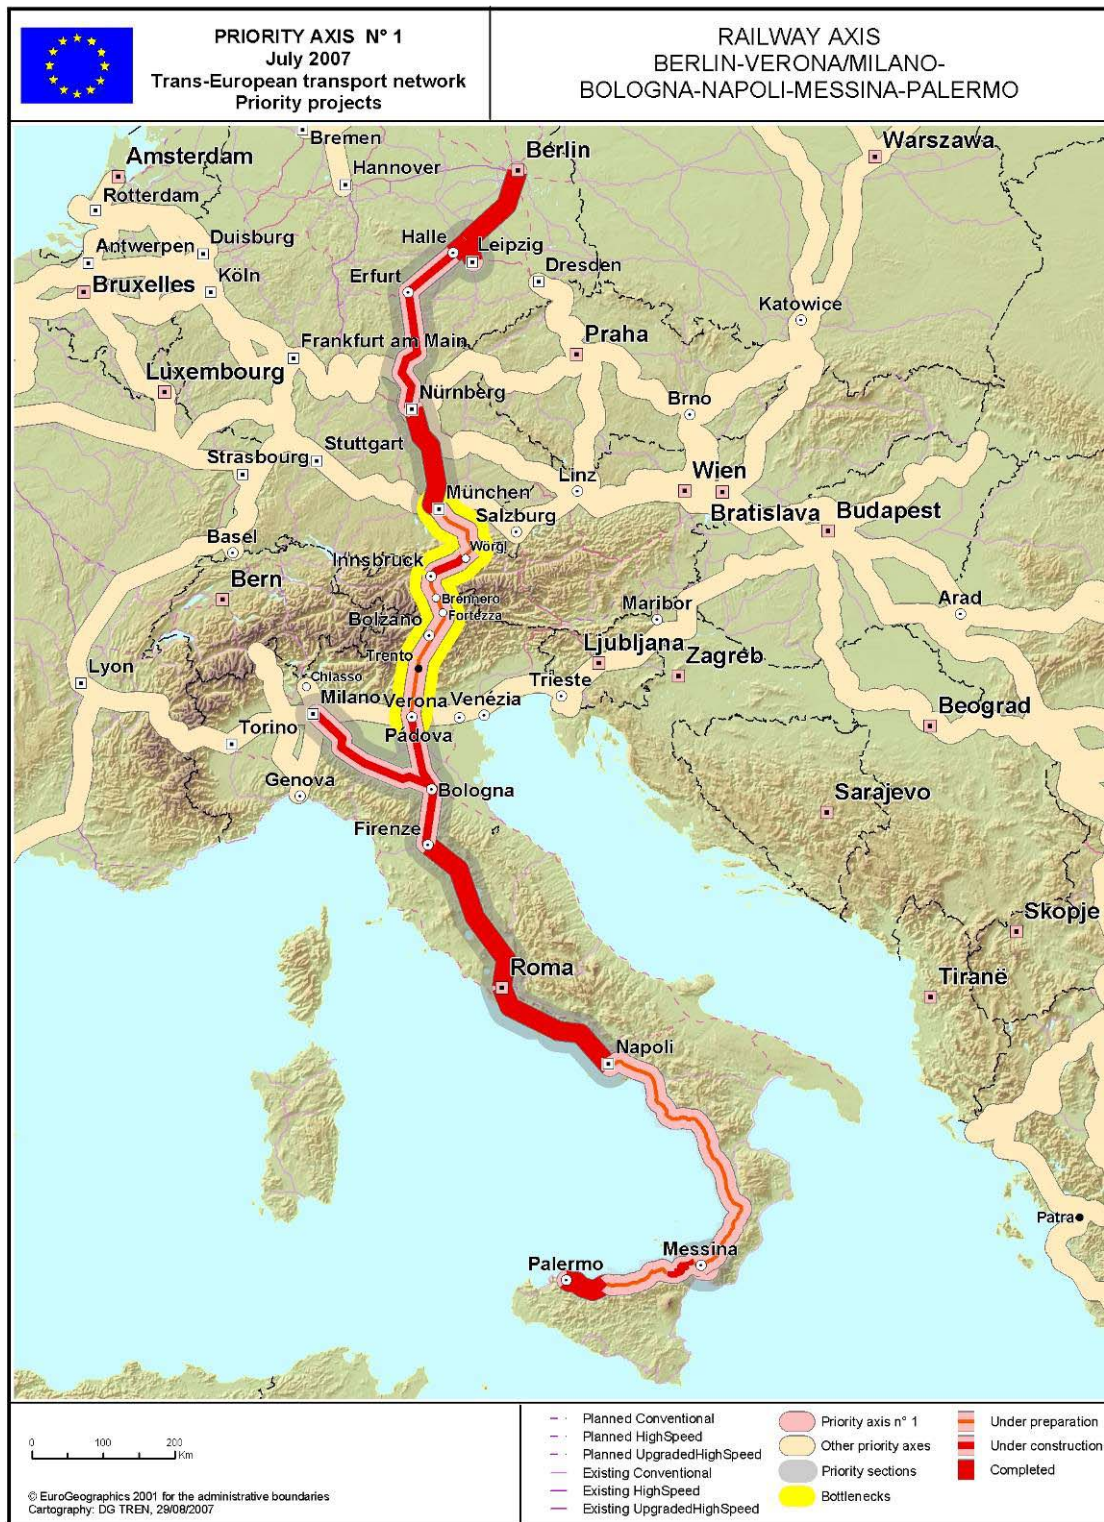 PRIORITY AXIS N° 1
July 2007
Trans-European transport network
Priority projects
RAILWAY AXIS
BERLIN-VERONA/MILANO-
BOLOGNA-NAPOLI-MESSINA-PALERMO
Bremen
Warszawa
Amsterdam
Berlin
Hannover
Rotterdam
Halle
Duisburg
Antwerpen
Leipzig
Dresden
Bruxelles
Köln
Erfurt
Katowice
Frankfurt am Main
Praha
Luxembourg
Nürnberg
Brno
Stuttgart
Strasbourg
Linz
Wien
München
Salzburg
Bratislava
Budapest
Basel
Wörgl
Innsbruck
Bern
Brennero
Fortezza
Maribor
Arad
Bolzano
Ljubljana
Trento
Zagreb
Lyon
Chiasso
Trieste
Milano
Verona
Venezia
Beograd
Torino
Padova
Genova
Bologna
Sarajevo
Firenze
Skopje
Roma
Tiranë
Napoli
Patra
Messina
Palermo
0 100 200
Km
© EuroGeographics 2001 for the administrative boundaries
Cartography: DG TREN, 29/08/2007
Planned Conventional
Planned HighSpeed
Planned UpgradedHighSpeed
Existing Conventional
Existing HighSpeed
Existing UpgradedHighSpeed
Priority axis n° 1
Other priority axes
Priority sections
Bottlenecks
Under preparation
Under construction
Completed